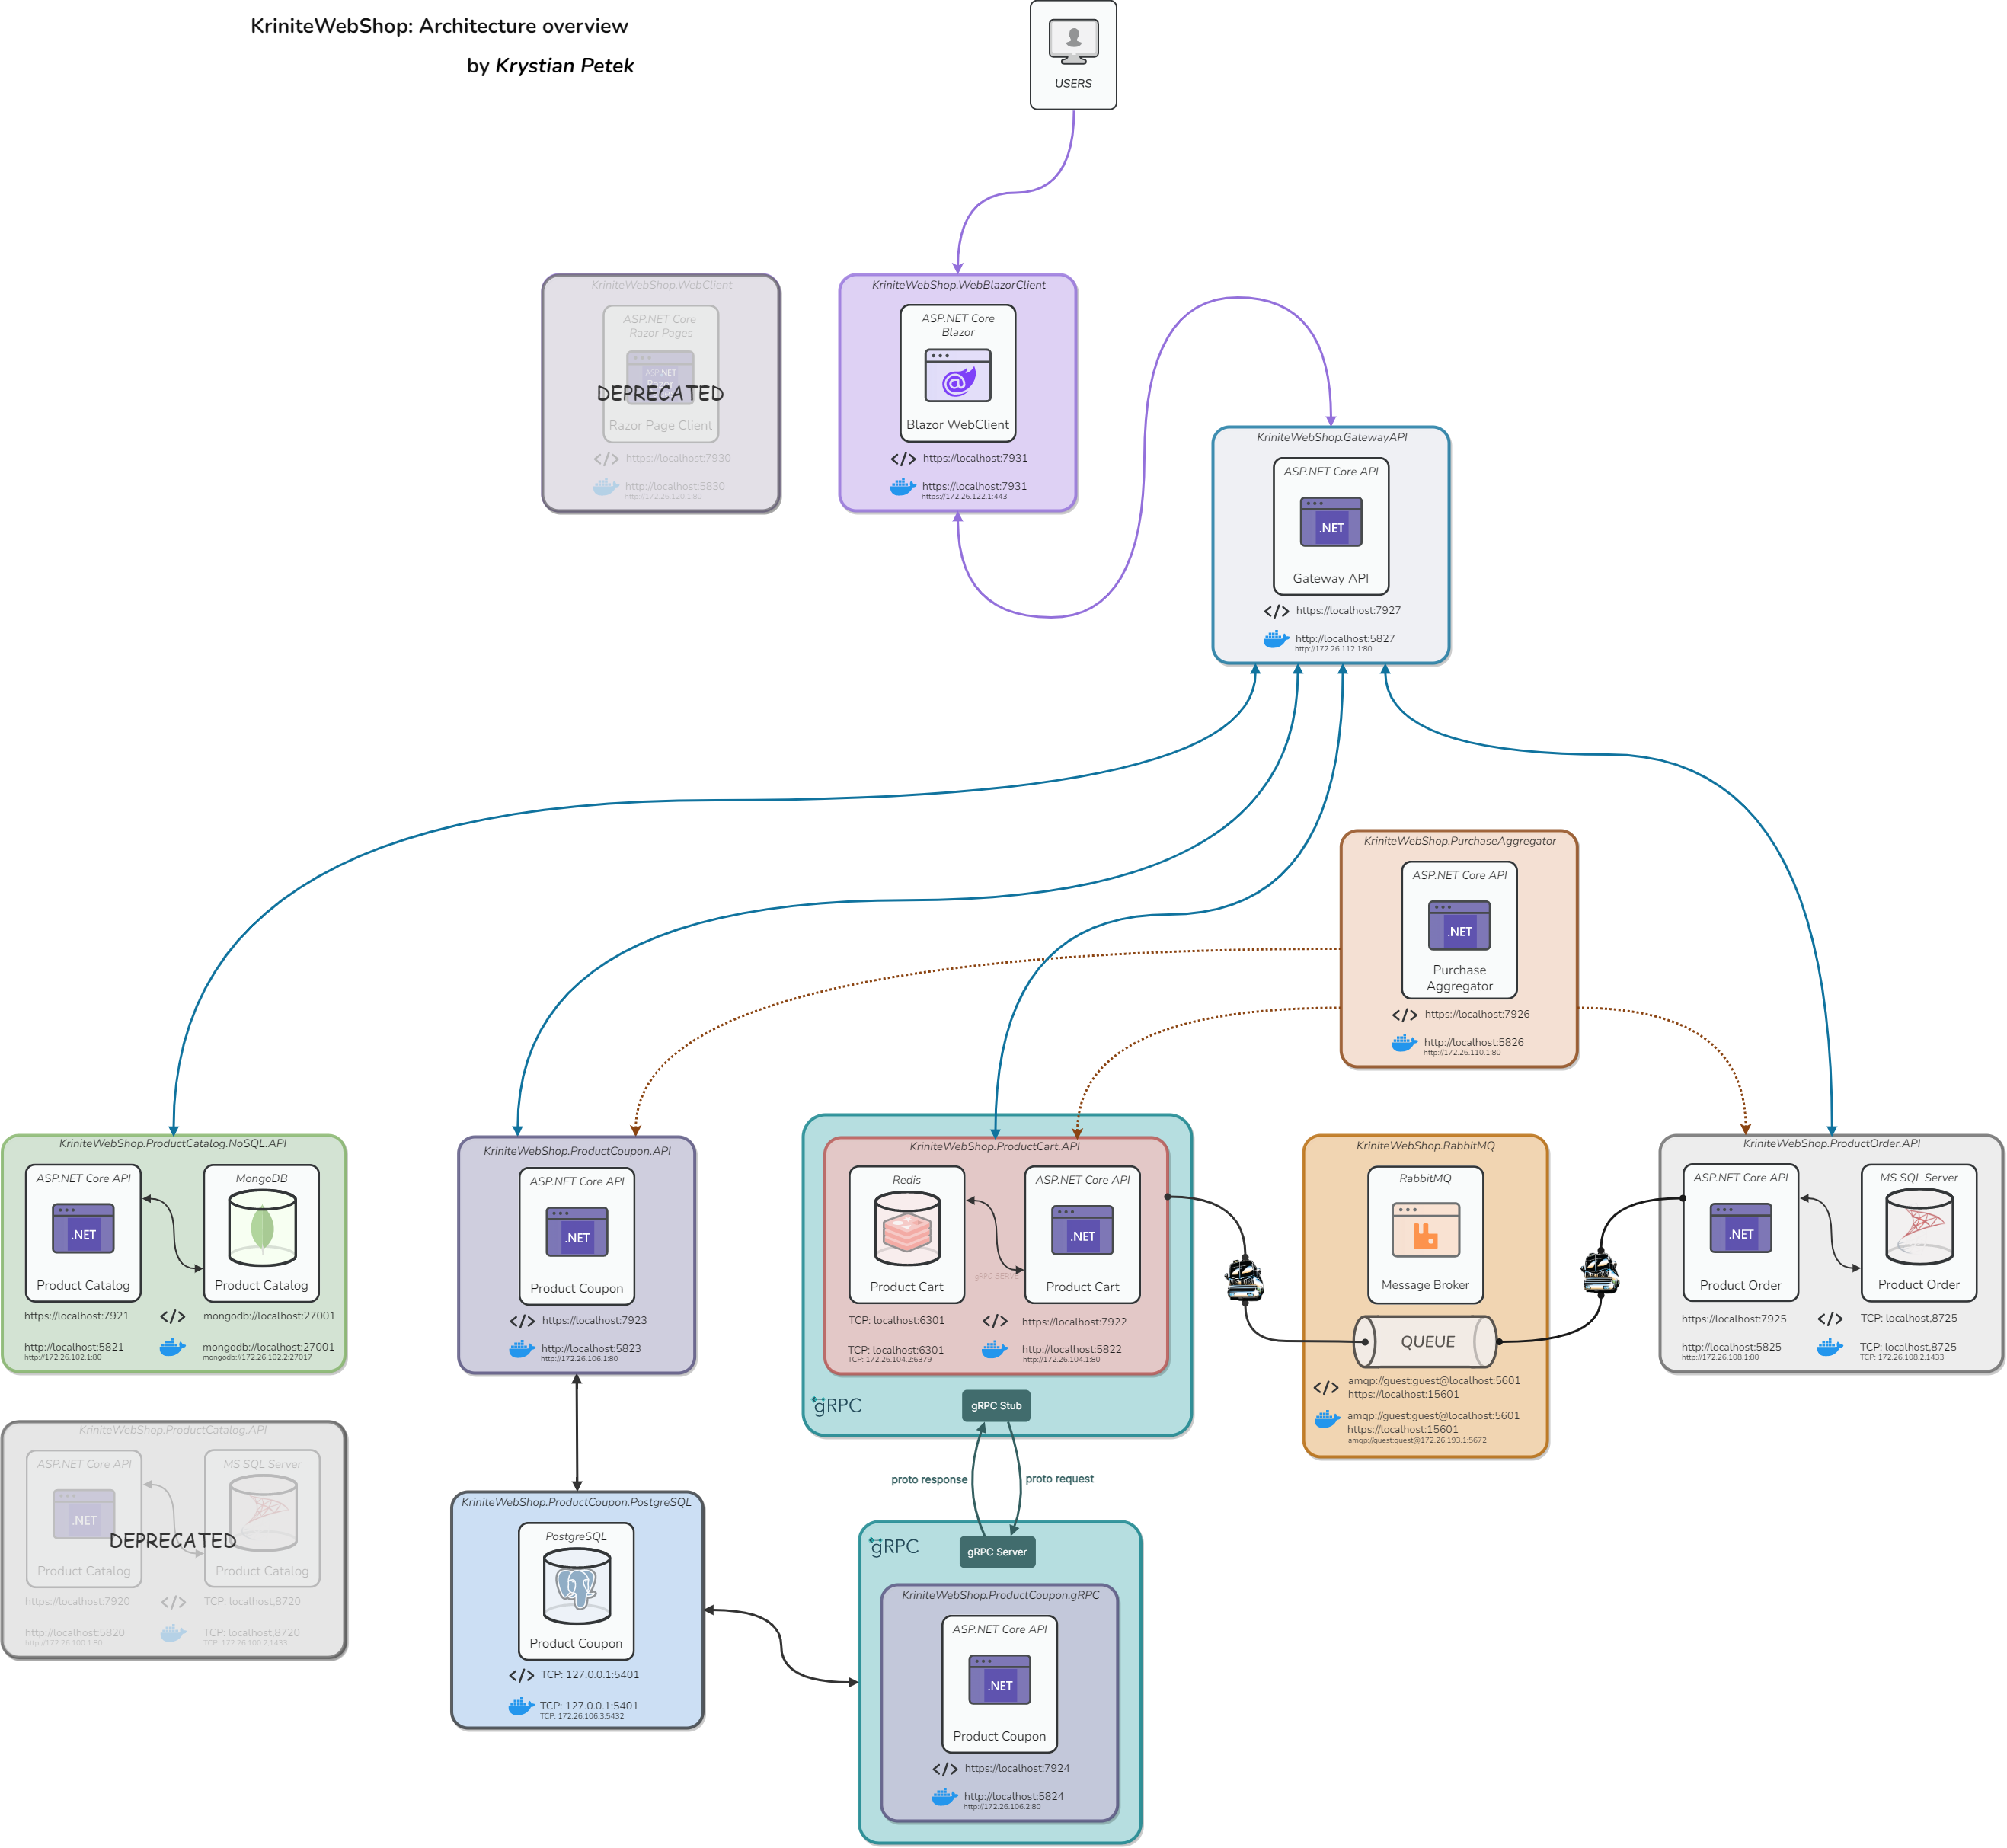 KriniteWebShop: Architecture overview
by Krystian Petek
USERS
KriniteWebShop.WebClient
ASP.NET Core
Razor Pages
ASP.NET
DEPRECATED
Razor Page Client
https://localhost:7930
http://localhost:5830
http://172.26.120.1:80
KriniteWebShop.WebBlazorClient
ASP.NET Core
Blazor
Blazor WebClient
https://localhost:7931
https://localhost:7931
https://172.26.122.1:443
KriniteWebShop.GatewayAPI
ASP.NET Core API
.NET
Gateway API
https://localhost:7927
http://localhost:5827
http://172.26.112.1:80
KriniteWebShop.PurchaseAggregator
ASP.NET Core API
.NET
Purchase
Aggregator
https://localhost:7926
http://localhost:5826
http://172.26.110.1:80
KriniteWebShop.ProductCatalog.NoSQL.API
ASP.NET Core API
.NET
Product Catalog
MongoDB
Product Catalog
https://localhost:7921
mongodb://localhost:27001
http://localhost:5821
http://172.26.102.1:80
mongodb://localhost:27001
mongodb://172.26.102.2:27017
KriniteWebShop.ProductCoupon.API
ASP.NET Core API
.NET
Product Coupon
https://localhost:7923
http://localhost:5823
http://172.26.106.1:80
KriniteWebShop.ProductCart.API
Redis
Product Cart
ASP.NET Core API
.NET
Product Cart
gRPC SERVE
TCP: localhost:6301
https://localhost:7922
TCP: localhost:6301
TCP: 172.26.104.2:6379
http://localhost:5822
http://172.26.104.1:80
gRPC
gRPC Stub
KriniteWebShop.RabbitMQ
RabbitMQ
Message Broker
QUEUE
amqp://guest:guest@localhost:5601
https://localhost:15601
amqp://guest:guest@localhost:5601
https://localhost:15601
amqp://guest:guest@172.26.193.1:5672
KriniteWebShop.ProductOrder.API
ASP.NET Core API
.NET
Product Order
MS SQL Server
Product Order
https://localhost:7925
TCP: localhost,8725
http://localhost:5825
http://172.26.108.1:80
TCP: localhost,8725
TCP: 172.26.108.2,1433
KriniteWebShop.ProductCatalog.API
ASP.NET Core API
.NET
Product Catalog
MS SQL Server
Product Catalog
DEPRECATED
https://localhost:7920
TCP: localhost,8720
http://localhost:5820
http://172.26.100.1:80
TCP: localhost,8720
TCP: 172.26.100.2,1433
proto response
proto request
KriniteWebShop.ProductCoupon.PostgreSQL
PostgreSQL
Product Coupon
TCP: 127.0.0.1:5401
TCP: 127.0.0.1:5401
TCP: 172.26.106.3:5432
gRPC
gRPC Server
KriniteWebShop.ProductCoupon.gRPC
ASP.NET Core API
.NET
Product Coupon
https://localhost:7924
http://localhost:5824
http://172.26.106.2:80